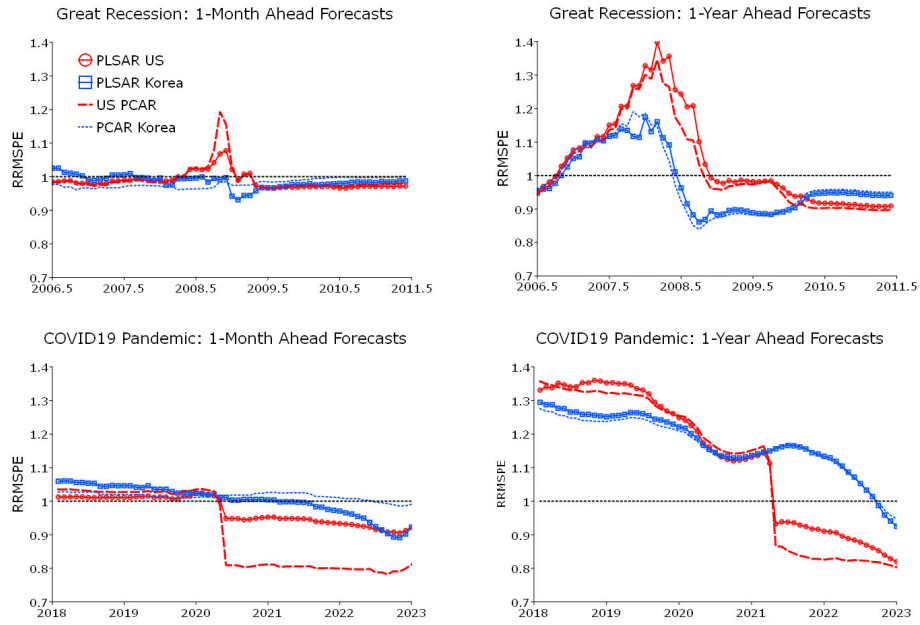 Great Recession: 1-Month Ahead Forecasts
1.4
1.3
1.2
1.1
1
0.9
0.8
0.7
RRMSPE
PLSAR US
PLSAR Korea
US PCAR
PCAR Korea
2006.5 2007.5 2008.5 2009.5 2010.5 2011.5
Great Recession: 1-Year Ahead Forecasts
1.4
1.3
1.2
1.1
1
0.9
0.8
0.7
RRMSPE
2006.5 2007.5 2008.5 2009.5 2010.5 2011.5
COVID19 Pandemic: 1-Month Ahead Forecasts
1.4
1.3
1.2
1.1
1
0.9
0.8
0.7
RRMSPE
2018 2019 2020 2021 2022 2023
COVID19 Pandemic: 1-Year Ahead Forecasts
1.4
1.3
1.2
1.1
1
0.9
0.8
0.7
RRMSPE
2018 2019 2020 2021 2022 2023